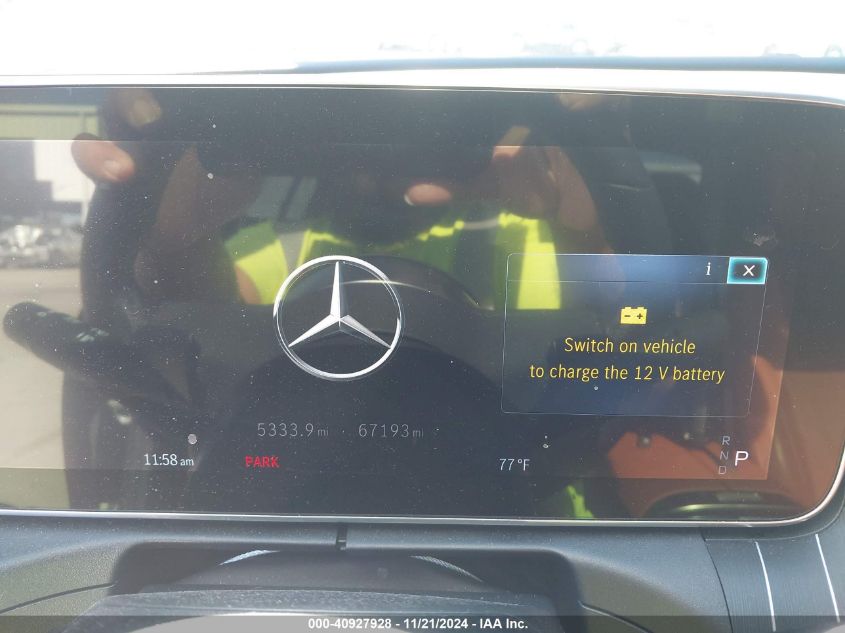 i X
Switch on vehicle
to charge the 12 V battery
5333.9 mi · 67193 mi
11:58 am PARK 77°F
R
N P
D
000-40927928 - 11/21/2024 - IAA Inc.